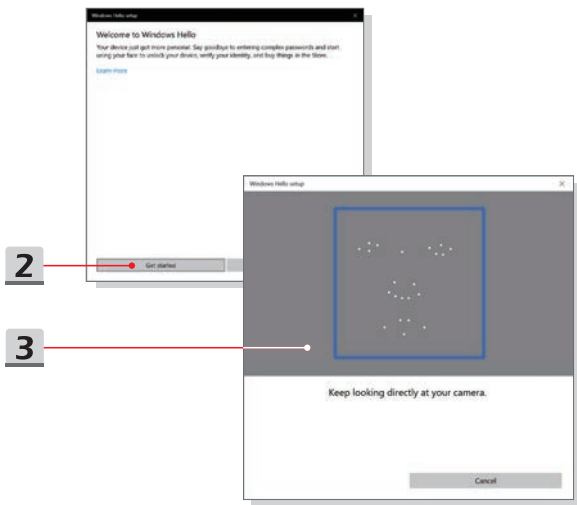 Windows Hello setup
×
Welcome to Windows Hello
Your device just got more personal. Say goodbye to entering complex passwords and start
using your face to unlock your device, verify your identity, and buy things in the Store.
Learn more
Windows Hello setup
×
2
Get started
3
Keep looking directly at your camera.
Cancel